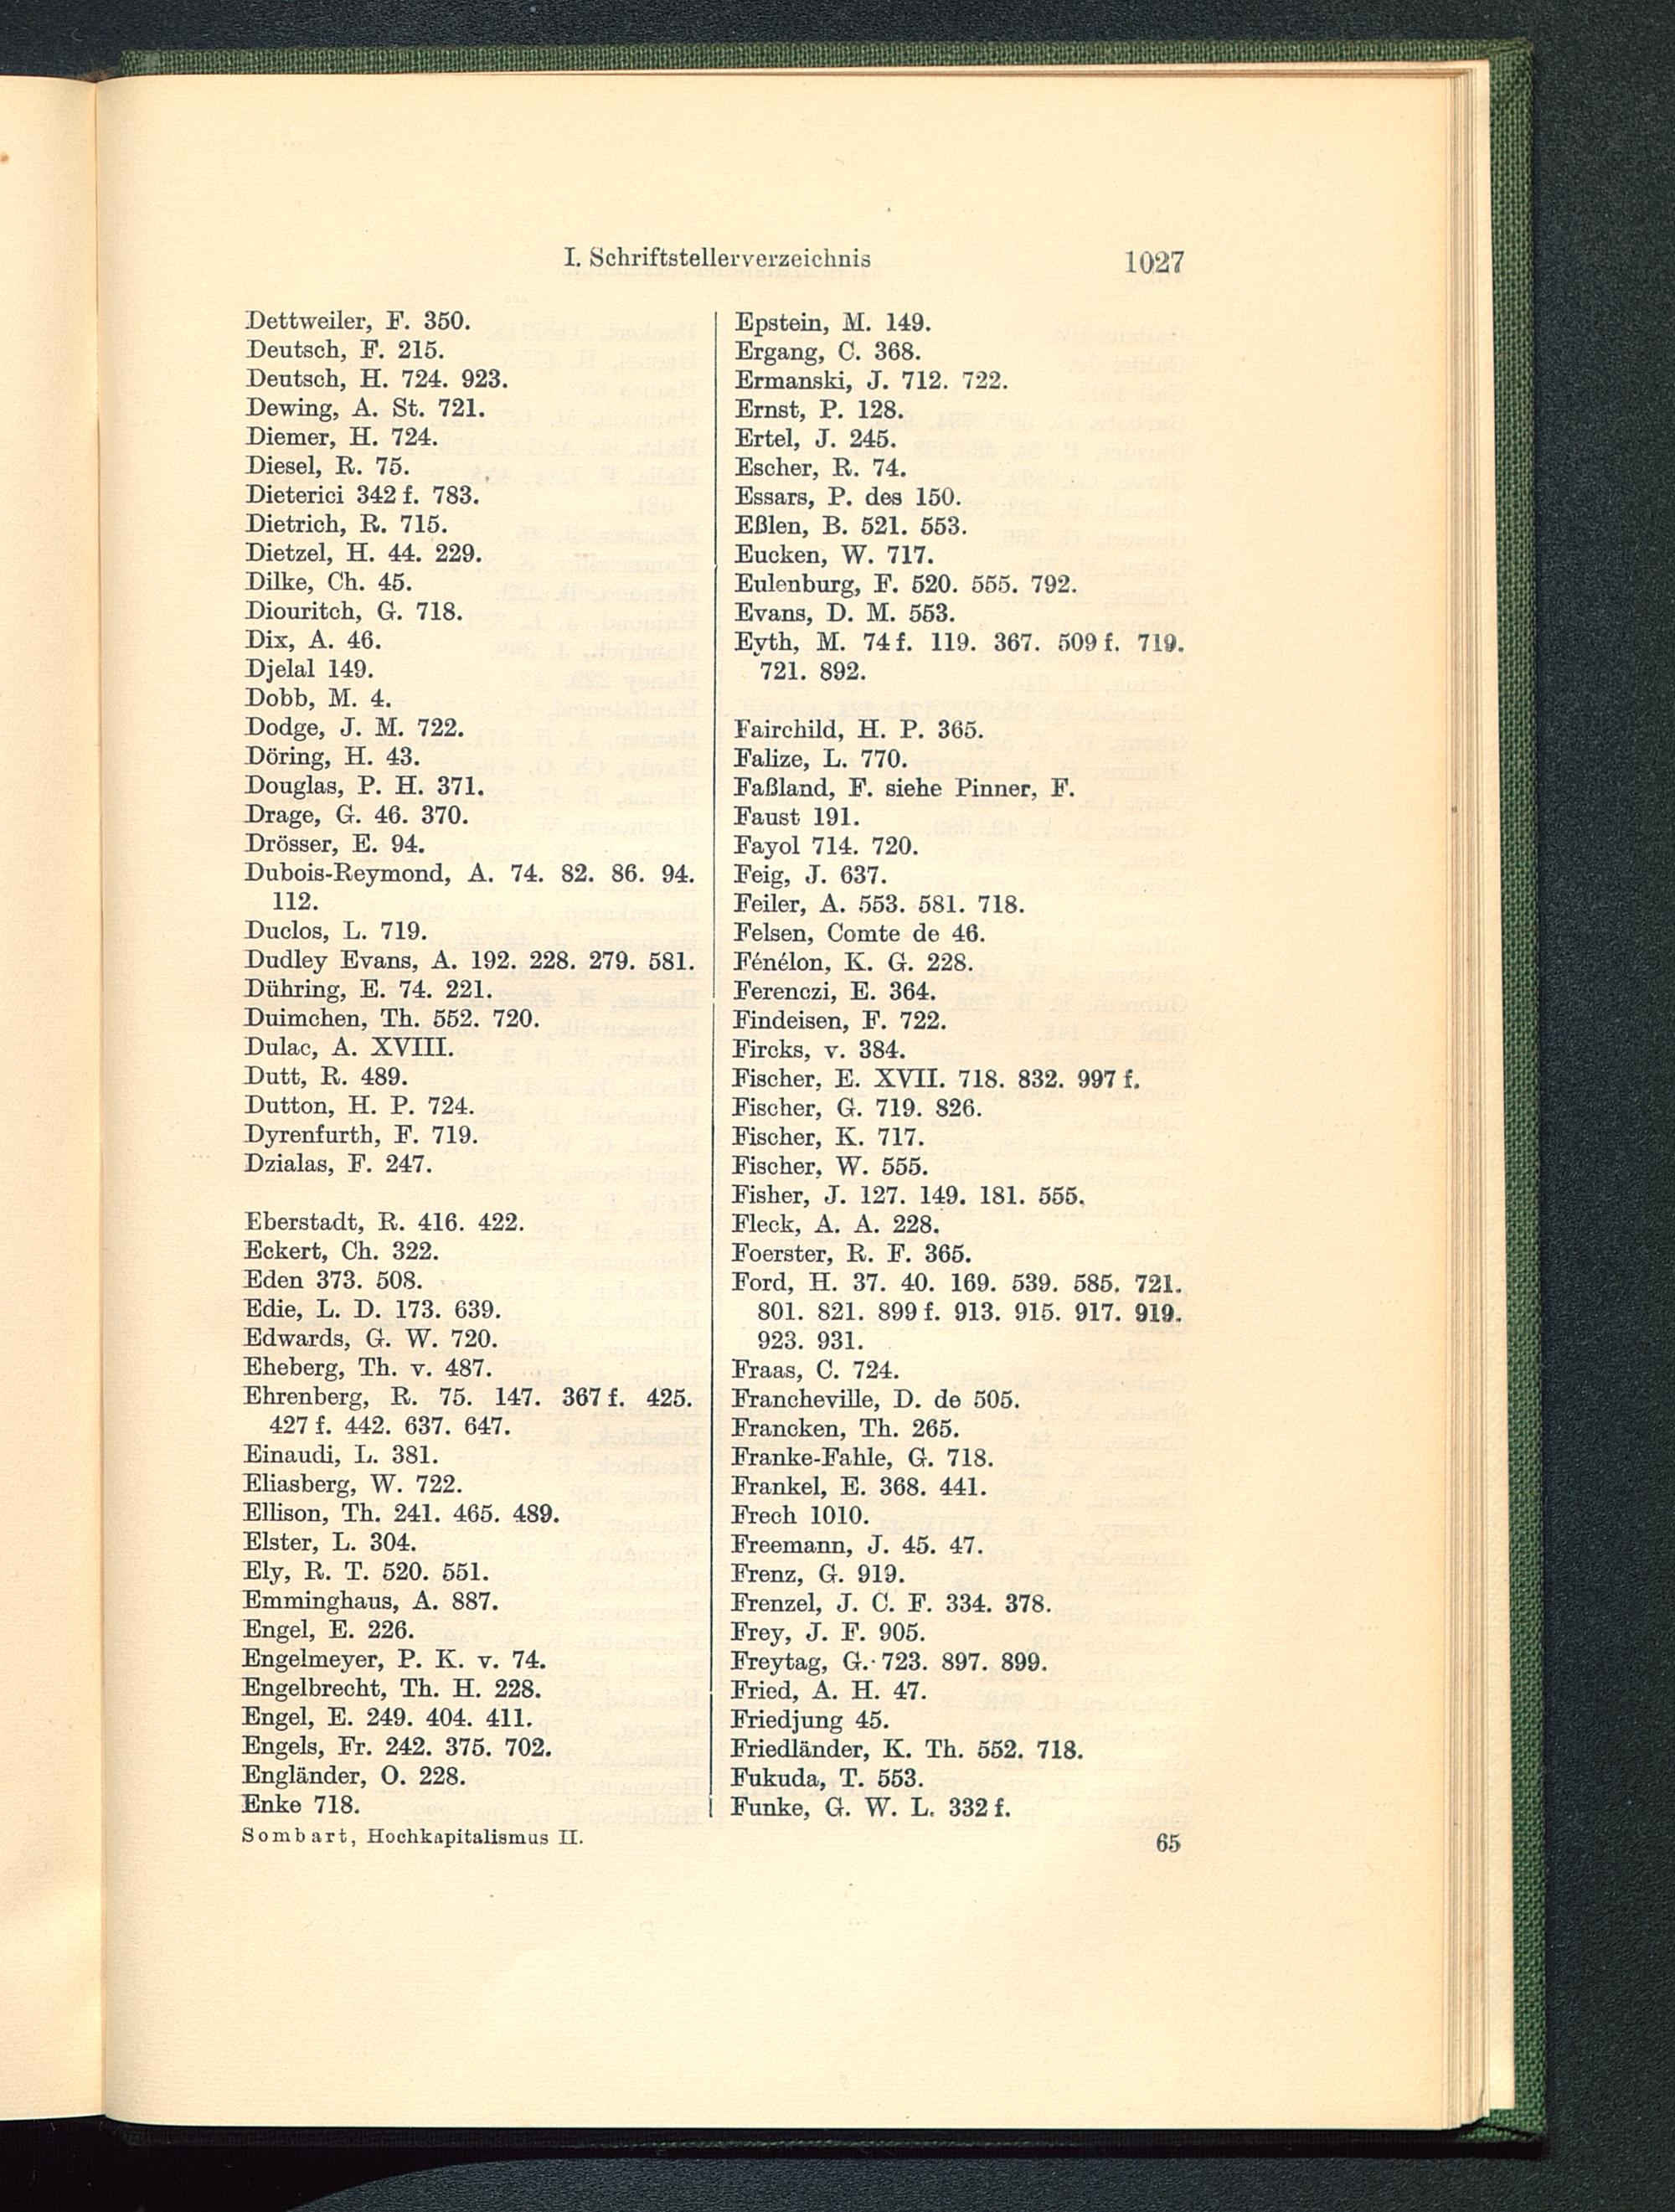 I. Schriftstellerverzeichnis 1027
Dettweiler, F. 350.
Deutsch, F. 215.
Deutsch, H. 724. 923.
Dewing, A. St. 721.
Diemer, H. 724.
Diesel, R. 75.
Dieterici 342 f. 783.
Dietrich, R. 715.
Dietzel, H. 44. 229.
Dilke, Ch. 45.
Diouritch, G. 718.
Dix, A. 46.
Djelal 149.
Dobb, M. 4.
Dodge, J. M. 722.
Döring, H. 43.
Douglas, P. H. 371.
Drage, G. 46. 370.
Drösser, E. 94.
Dubois-Reymond, A. 74. 82. 86. 94.
112.
Duclos, L. 719.
Dudley Evans, A. 192. 228. 279. 581.
Dühring, E. 74. 221.
Duimchen, Th. 552. 720.
Dulac, A. XVIII.
Dutt, R. 489.
Dutton, H. P. 724.
Dyrenfurth, F. 719.
Dzialas, F. 247.
Eberstadt, R. 416. 422.
Eckert, Ch. 322.
Eden 373. 508.
Edie, L. D. 173. 639.
Edwards, G. W. 720.
Eheberg, Th. v. 487.
Ehrenberg, R. 75. 147. 367 f. 425.
427 f. 442. 637. 647.
Einaudi, L. 381.
Eliasberg, W. 722.
Ellison, Th. 241. 465. 489.
Elster, L. 304.
Ely, R. T. 520. 551.
Emminghaus, A. 887.
Engel, E. 226.
Engelmeyer, P. K. v. 74.
Engelbrecht, Th. H. 228.
Engel, E. 249. 404. 411.
Engels, Fr. 242. 375. 702.
Engländer, O. 228.
Enke 718.
Epstein, M. 149.
Ergang, C. 368.
Ermanski, J. 712. 722.
Ernst, P. 128.
Ertel, J. 245.
Escher, R. 74.
Essars, P. des 150.
Eßlen, B. 521. 553.
Eucken, W. 717.
Eulenburg, F. 520. 555. 792.
Evans, D. M. 553.
Eyth, M. 74 f. 119. 367. 509 f. 719.
721. 892.
Fairchild, H. P. 365.
Falize, L. 770.
Faßland, F. siehe Pinner, F.
Faust 191.
Fayol 714. 720.
Feig, J. 637.
Feiler, A. 553. 581. 718.
Felsen, Comte de 46.
Fénélon, K. G. 228.
Ferenczi, E. 364.
Findeisen, F. 722.
Fircks, v. 384.
Fischer, E. XVII. 718. 832. 997 f.
Fischer, G. 719. 826.
Fischer, K. 717.
Fischer, W. 555.
Fisher, J. 127. 149. 181. 555.
Fleck, A. A. 228.
Foerster, R. F. 365.
Ford, H. 37. 40. 169. 539. 585. 721.
801. 821. 899 f. 913. 915. 917. 919.
923. 931.
Fraas, C. 724.
Francheville, D. de 505.
Francken, Th. 265.
Franke-Fahle, G. 718.
Frankel, E. 368. 441.
Frech 1010.
Freemann, J. 45. 47.
Frenz, G. 919.
Frenzel, J. C. F. 334. 378.
Frey, J. F. 905.
Freytag, G. 723. 897. 899.
Fried, A. H. 47.
Friedjung 45.
Friedländer, K. Th. 552. 718.
Fukuda, T. 553.
Funke, G. W. L. 332 f.
Sombart, Hochkapitalismus II. 65